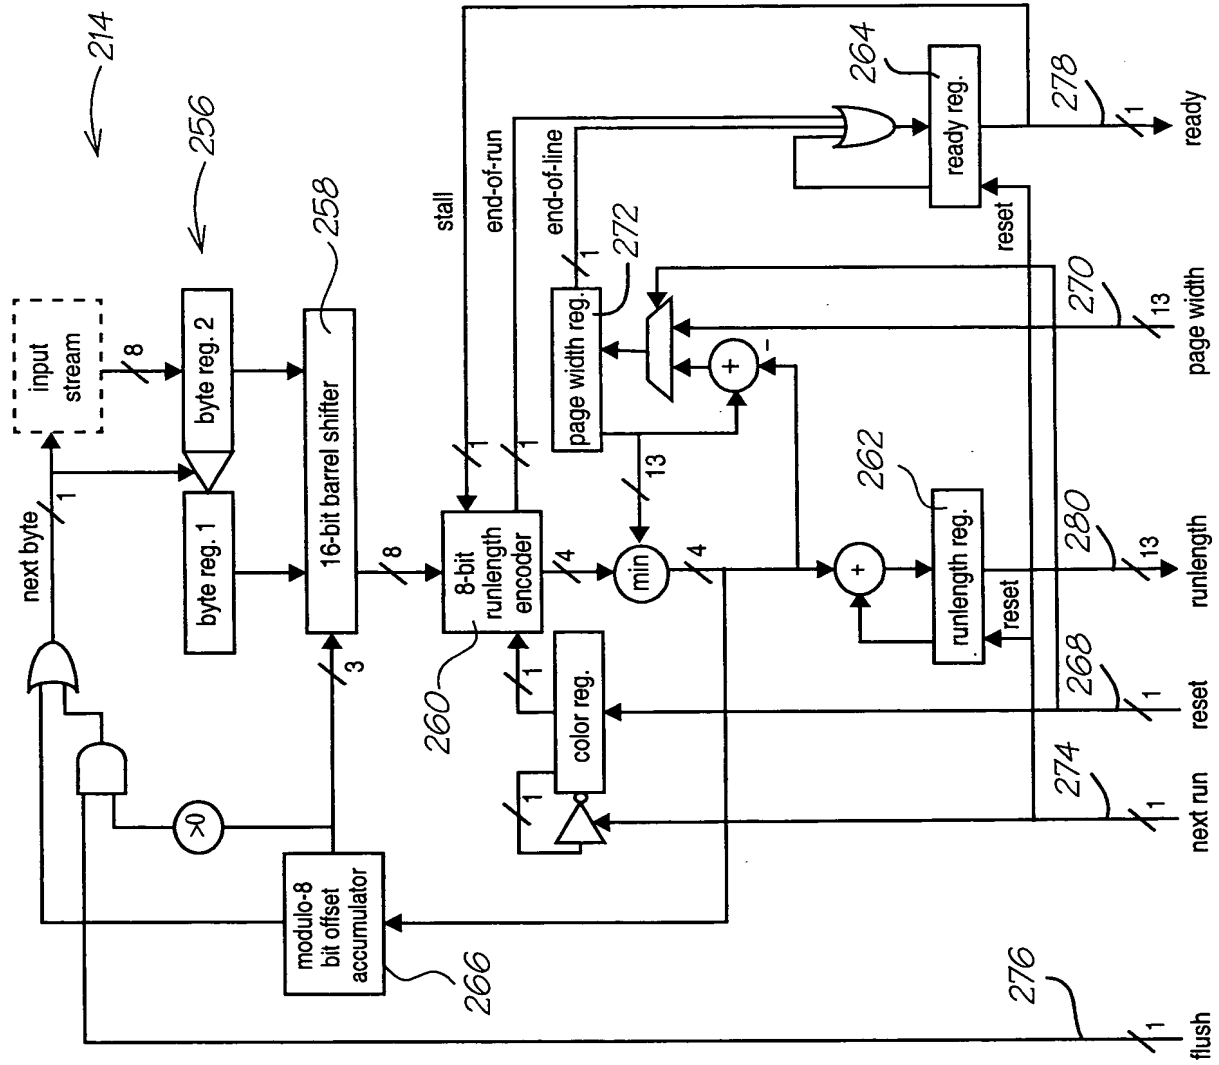 214
256
input
stream
8
next byte
1
byte reg. 1
byte reg. 2
258
16-bit barrel shifter
3
8
>0
modulo-8
bit offset
accumulator
266
260
8-bit
runlength
encoder
stall
1
end-of-run
1
end-of-line
1
1
color reg.
1
4
min
4
13
page width reg.
272
+
–
+
262
runlength reg.
reset
264
ready reg.
reset
276
1
flush
274
1
next run
268
1
reset
280
13
runlength
270
13
page width
278
1
ready